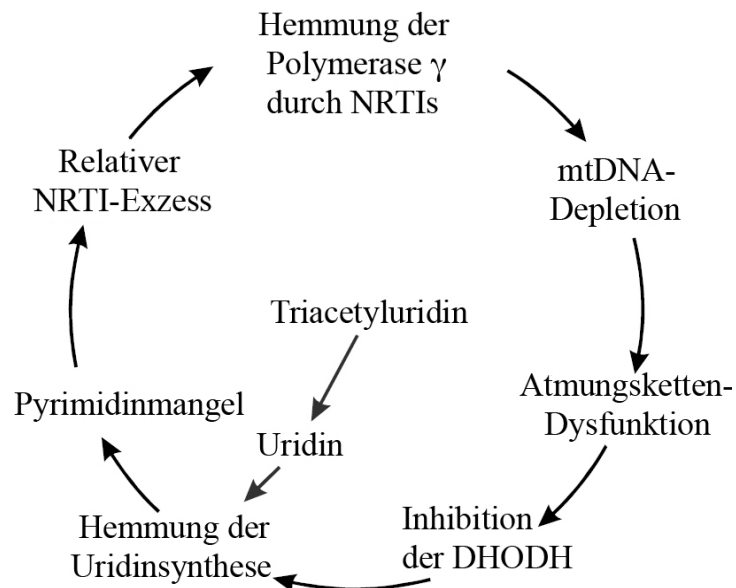 Hemmung der
Polymerase γ
durch NRTIs
mtDNA-
Depletion
Atmungsketten-
Dysfunktion
Inhibition
der DHODH
Hemmung der
Uridinsynthese
Pyrimidinmangel
Relativer
NRTI-Exzess
Triacetyluridin
Uridin